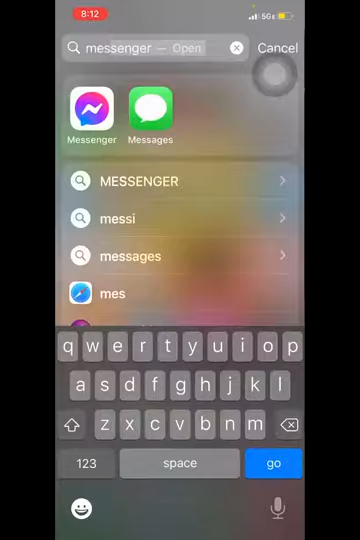 8:12
5G
messenger — Open
Cancel
Messenger
Messages
MESSENGER
messi
messages
mes
q w e r t y u i o p
a s d f g h j k l
z x c v b n m
123
space
go